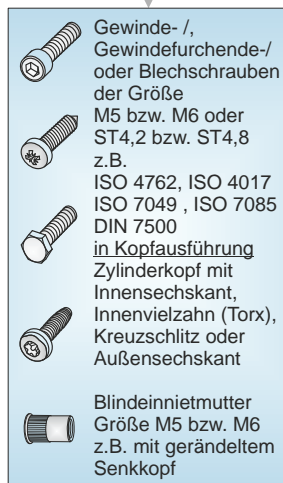 Gewinde- /,
Gewindefurchende-/
oder Blechschrauben
der Größe
M5 bzw. M6 oder
ST4,2 bzw. ST4,8
z.B.
ISO 4762, ISO 4017
ISO 7049 , ISO 7085
DIN 7500
in Kopfausführung
Zylinderkopf mit
Innensechskant,
Innenvielzahn (Torx),
Kreuzschlitz oder
Außensechskant
Blindeinnietmutter
Größe M5 bzw. M6
z.B. mit gerändeltem
Senkkopf